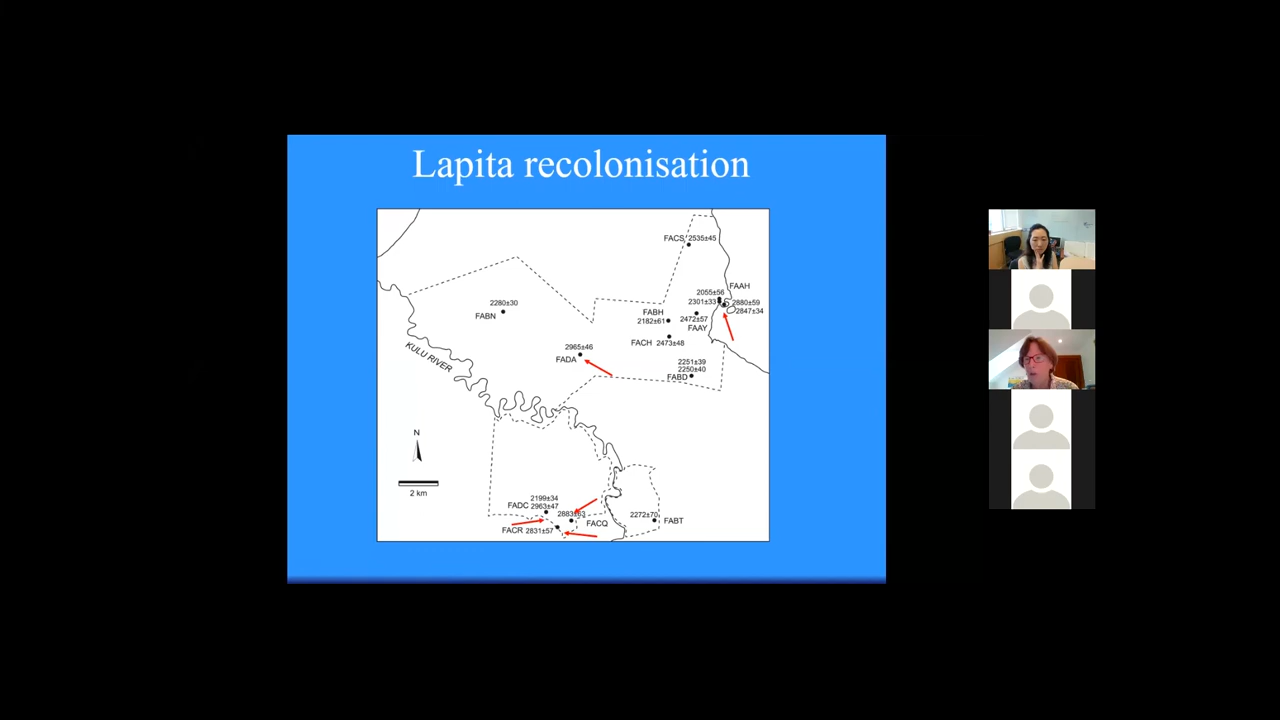 Lapita recolonisation
FACS 2535±45
FAAH
2055±56
2301±33
2880±59
2847±34
2280±30
FABN
FABH
2182±61
2472±57
FAAY
FACH 2473±48
2965±46
FADA
2251±39
2250±40
FABD
KULU RIVER
N
2 km
2199±34
FADC 2963±47
2883±63
FACQ
FACR 2831±57
2272±70
FABT